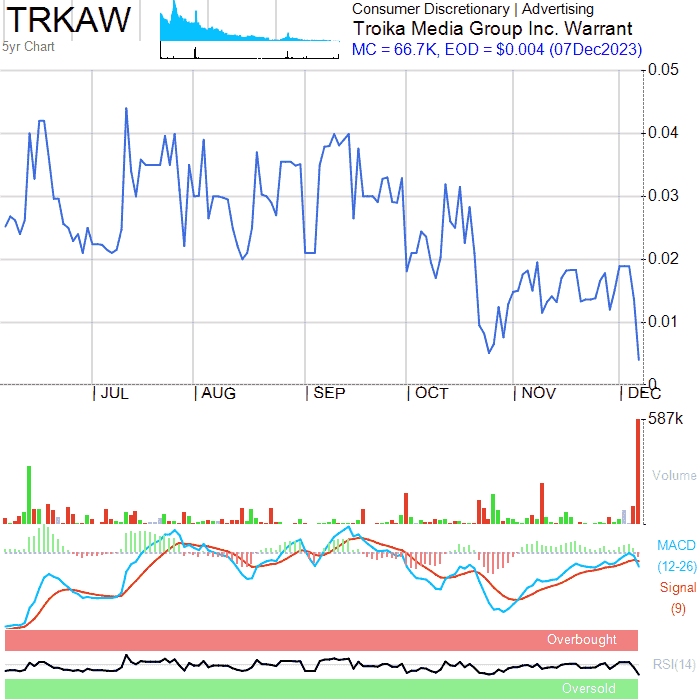 TRKAW
5yr Chart
Consumer Discretionary | Advertising
Troika Media Group Inc. Warrant
MC = 66.7K, EOD = $0.004 (07Dec2023)
0.05
0.04
0.03
0.02
0.01
0
JUL AUG SEP OCT NOV DEC
587k
Volume
MACD
(12-26)
Signal
(9)
Overbought
RSI(14)
Oversold